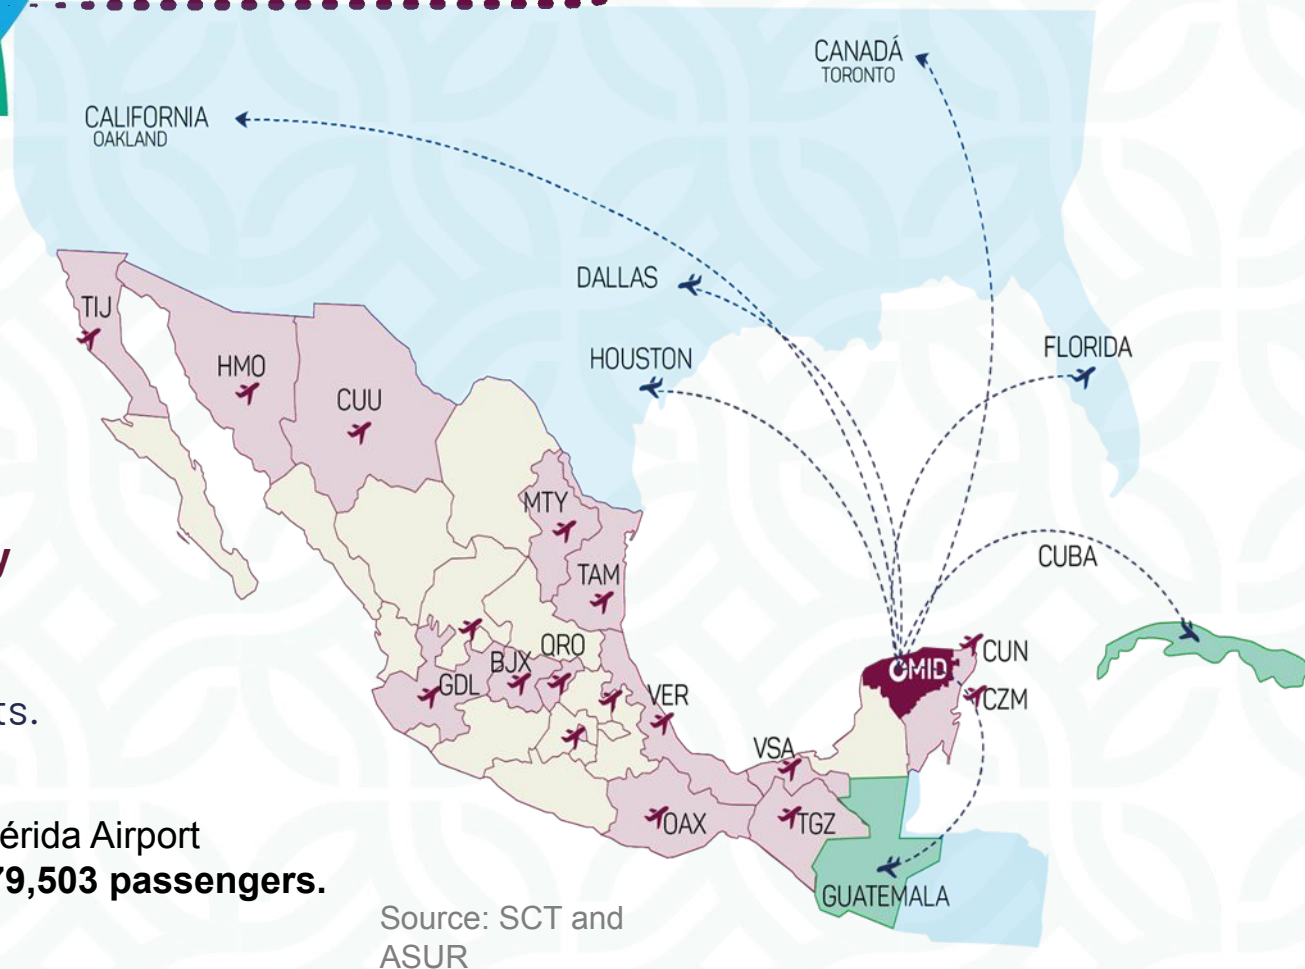 CANADÁ
TORONTO
CALIFORNIA
OAKLAND
DALLAS
TIJ
HOUSTON
FLORIDA
HMO
CUU
MTY
CUBA
TAM
QRO
CUN
BJX
MID
GDL
VER
CZM
ts.
VSA
OAX
TGZ
érida Airport
79,503 passengers.
GUATEMALA
Source: SCT and
ASUR